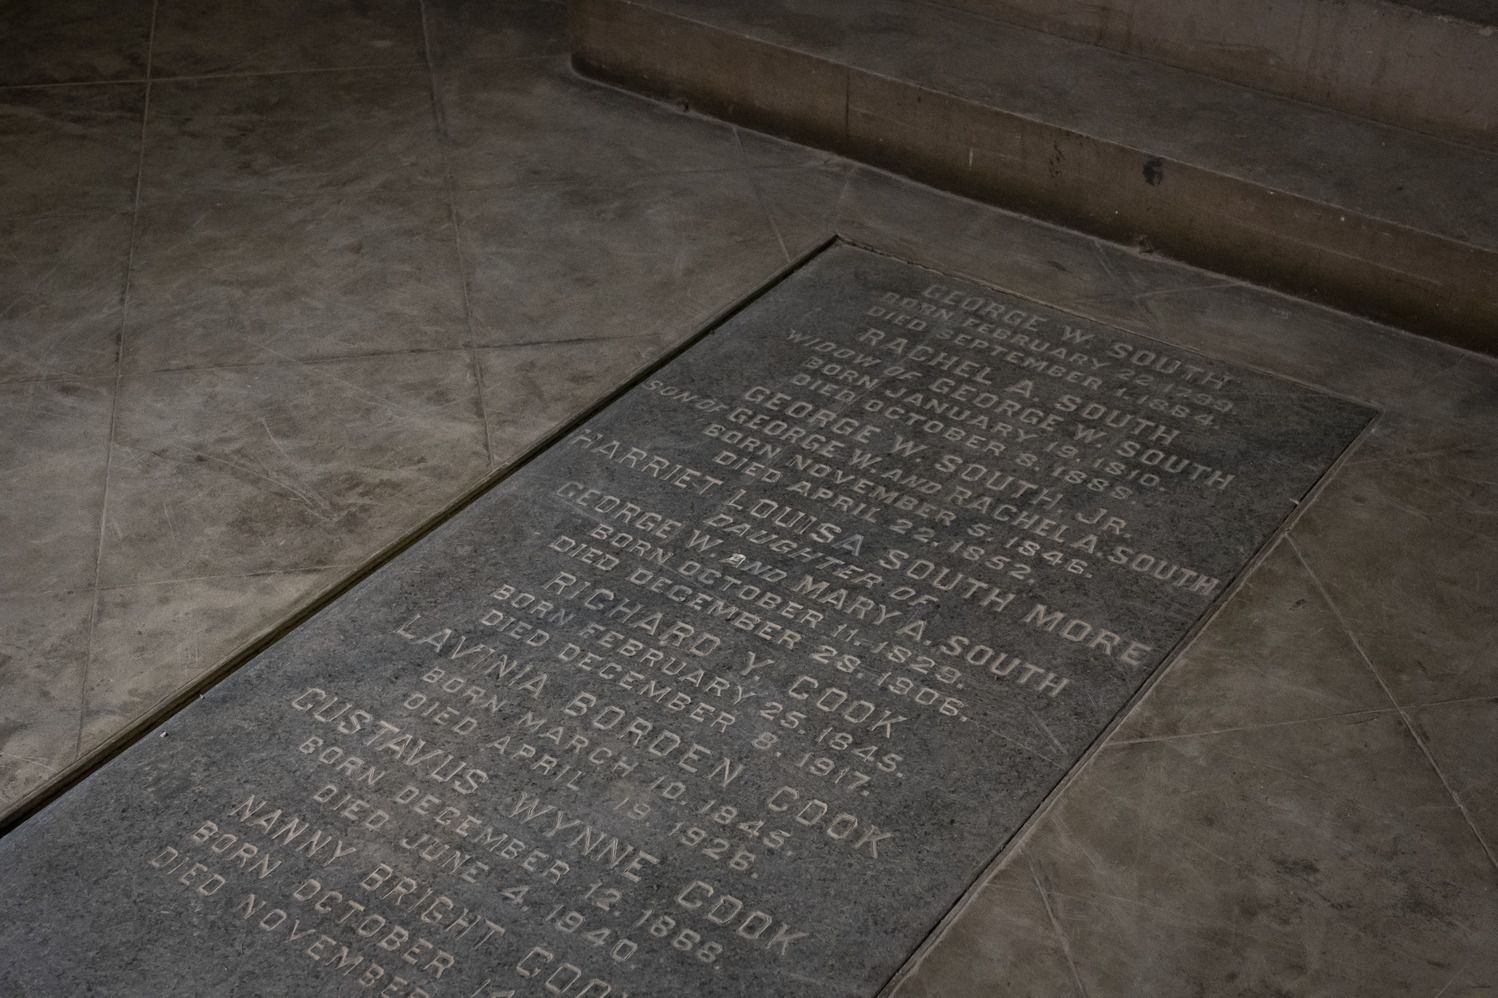 GEORGE W. SOUTH
BORN FEBRUARY 22, 1799.
DIED SEPTEMBER 1, 1884.
RACHEL A. SOUTH
WIDOW OF GEORGE W. SOUTH
BORN JANUARY 19, 1810.
DIED OCTOBER 8, 1888.
GEORGE W. SOUTH, JR.
SON OF GEORGE W. AND RACHEL A. SOUTH
BORN NOVEMBER 5, 1846.
DIED APRIL 22, 1852.
HARRIET LOUISA SOUTH MORE
DAUGHTER OF
GEORGE W. AND MARY A. SOUTH
BORN OCTOBER 11, 1829.
DIED DECEMBER 28, 1906.
RICHARD Y. COOK
BORN FEBRUARY 25, 1845.
DIED DECEMBER 8, 1917.
LAVINIA BORDEN COOK
BORN MARCH 10, 1845.
DIED APRIL 19, 1926.
GUSTAVUS WYNNE COOK
BORN DECEMBER 12, 1868.
DIED JUNE 4, 1940.
NANNY BRIGHT COOK
BORN OCTOBER
DIED NOVEMBER